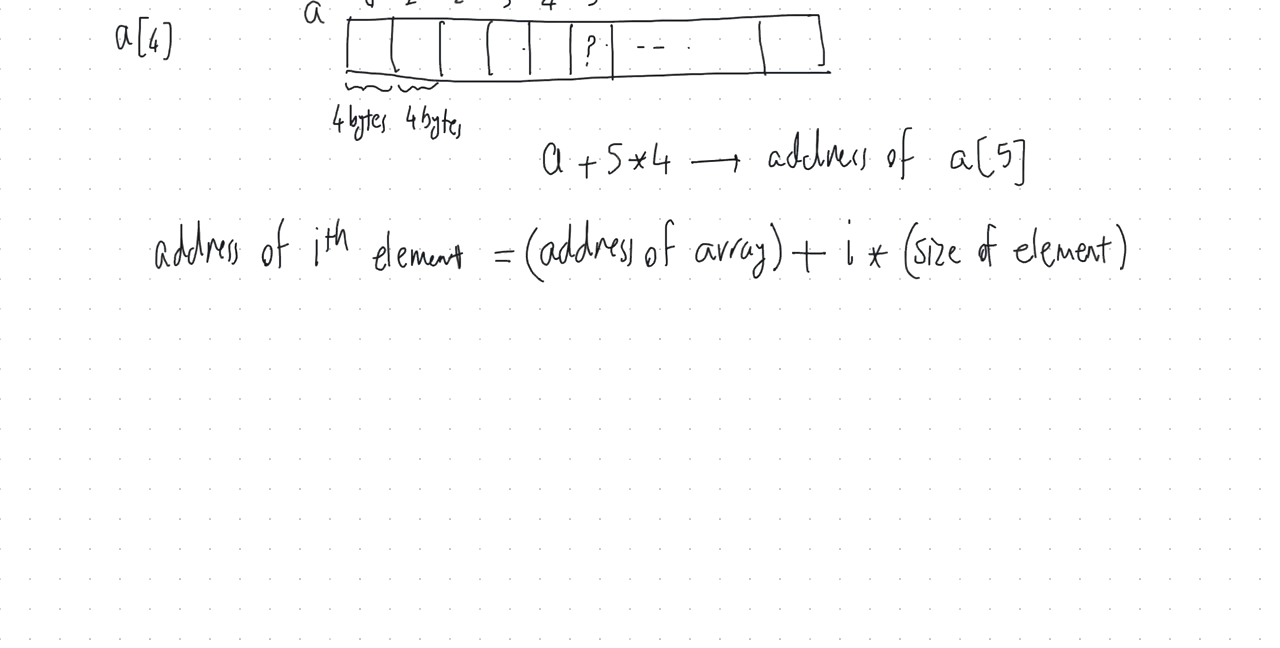 a[4]
a
?
4 bytes 4 bytes
a + 5*4 → address of a[5]
address of ith element = (address of array) + i * (size of element)